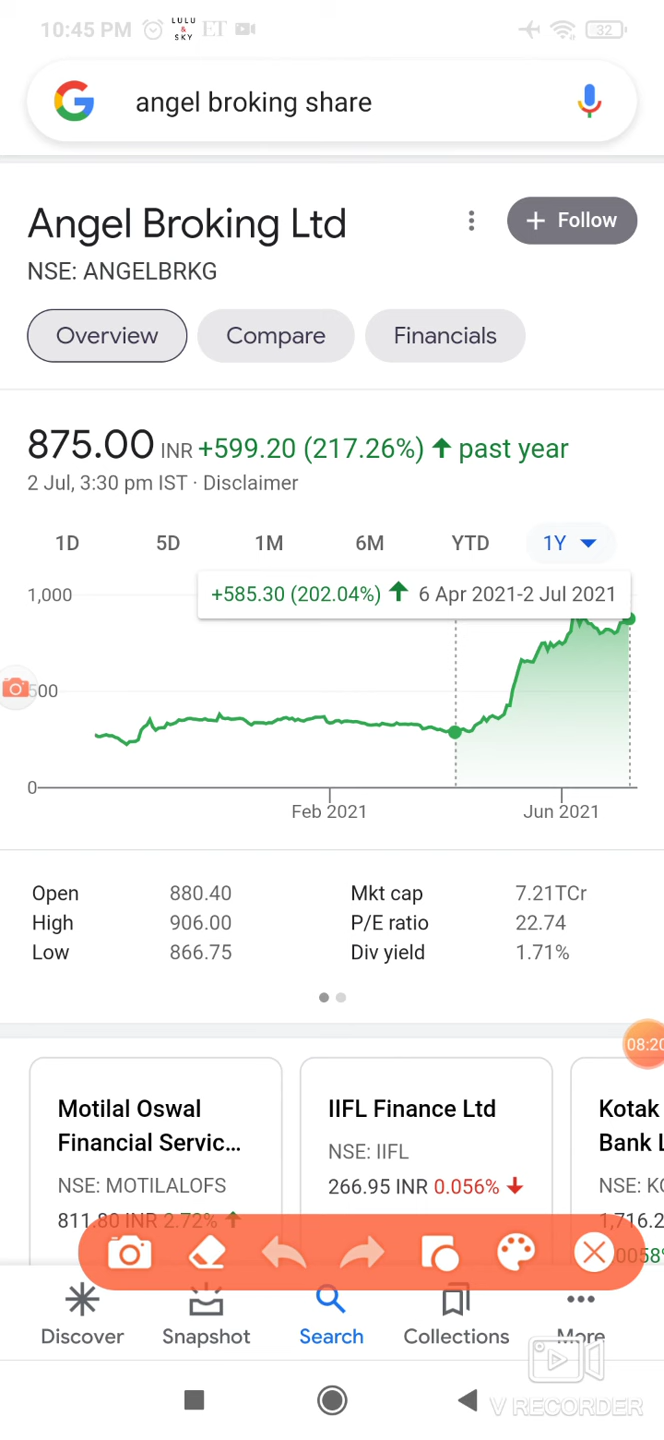 10:45 PM LULU & SKY ET 32
angel broking share
Angel Broking Ltd
+ Follow
NSE: ANGELBRKG
Overview Compare Financials
875.00 INR +599.20 (217.26%) ↑ past year
2 Jul, 3:30 pm IST · Disclaimer
1D 5D 1M 6M YTD 1Y
+585.30 (202.04%) ↑ 6 Apr 2021-2 Jul 2021
1,000
500
0
Feb 2021 Jun 2021
Open 880.40 Mkt cap 7.21TCr
High 906.00 P/E ratio 22.74
Low 866.75 Div yield 1.71%
08:20
Motilal Oswal
Financial Servic...
NSE: MOTILALOFS
811.80 INR 2.72% ↑
IIFL Finance Ltd
NSE: IIFL
266.95 INR 0.056% ↓
Kotak
Bank L
NSE: KO
1,716.2
0058%
Discover Snapshot Search Collections More
V RECORDER